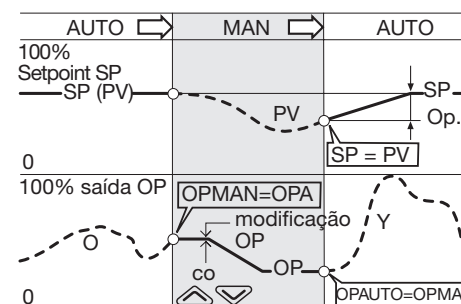 AUTO MAN AUTO
100%
Setpoint SP
SP (PV)
SP
PV
Op.
SP = PV
0
100% saída OP
OPMAN=OPA
modificação
OP
Y
O
co
OP
OPAUTO=OPMA
0